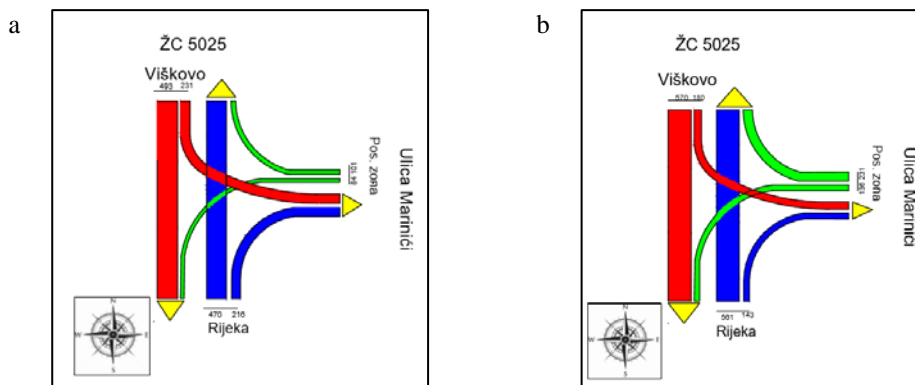 a
ŽC 5025
Viškovo
493 231
Pos. zona
Ulica Marinići
470 216
Rijeka
N
W E
S
b
ŽC 5025
Viškovo
570 180
Pos. zona
Ulica Marinići
561 143
Rijeka
N
W E
S